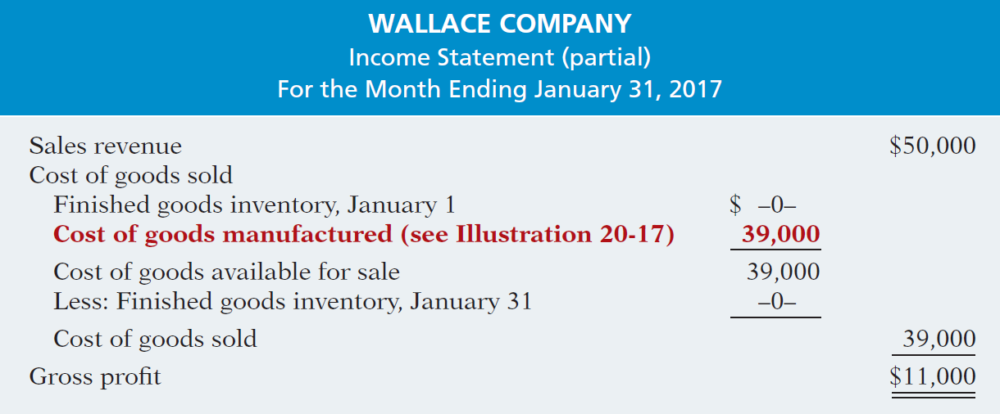 WALLACE COMPANY
Income Statement (partial)
For the Month Ending January 31, 2017
Sales revenue $50,000
Cost of goods sold
Finished goods inventory, January 1 $ –0–
Cost of goods manufactured (see Illustration 20-17) 39,000
Cost of goods available for sale 39,000
Less: Finished goods inventory, January 31 –0–
Cost of goods sold 39,000
Gross profit $11,000